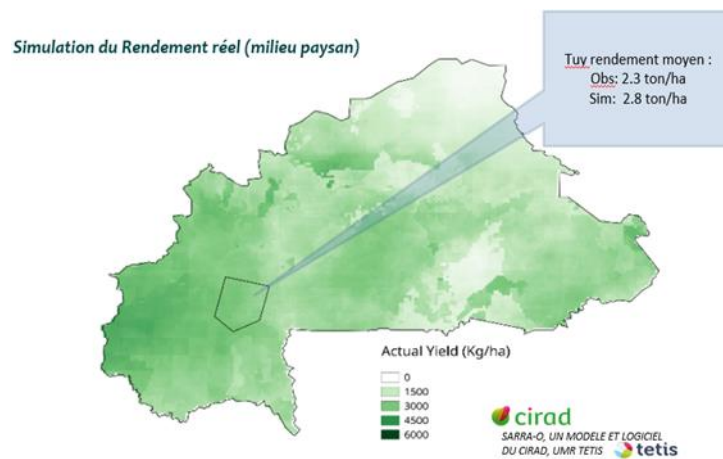 Simulation du Rendement réel (milieu paysan)
Tuy rendement moyen :
Obs: 2.3 ton/ha
Sim: 2.8 ton/ha
Actual Yield (Kg/ha)
0
1500
3000
4500
6000
cirad
SARRA-O, UN MODELE ET LOGICIEL
DU CIRAD, UMR TETIS
tetis